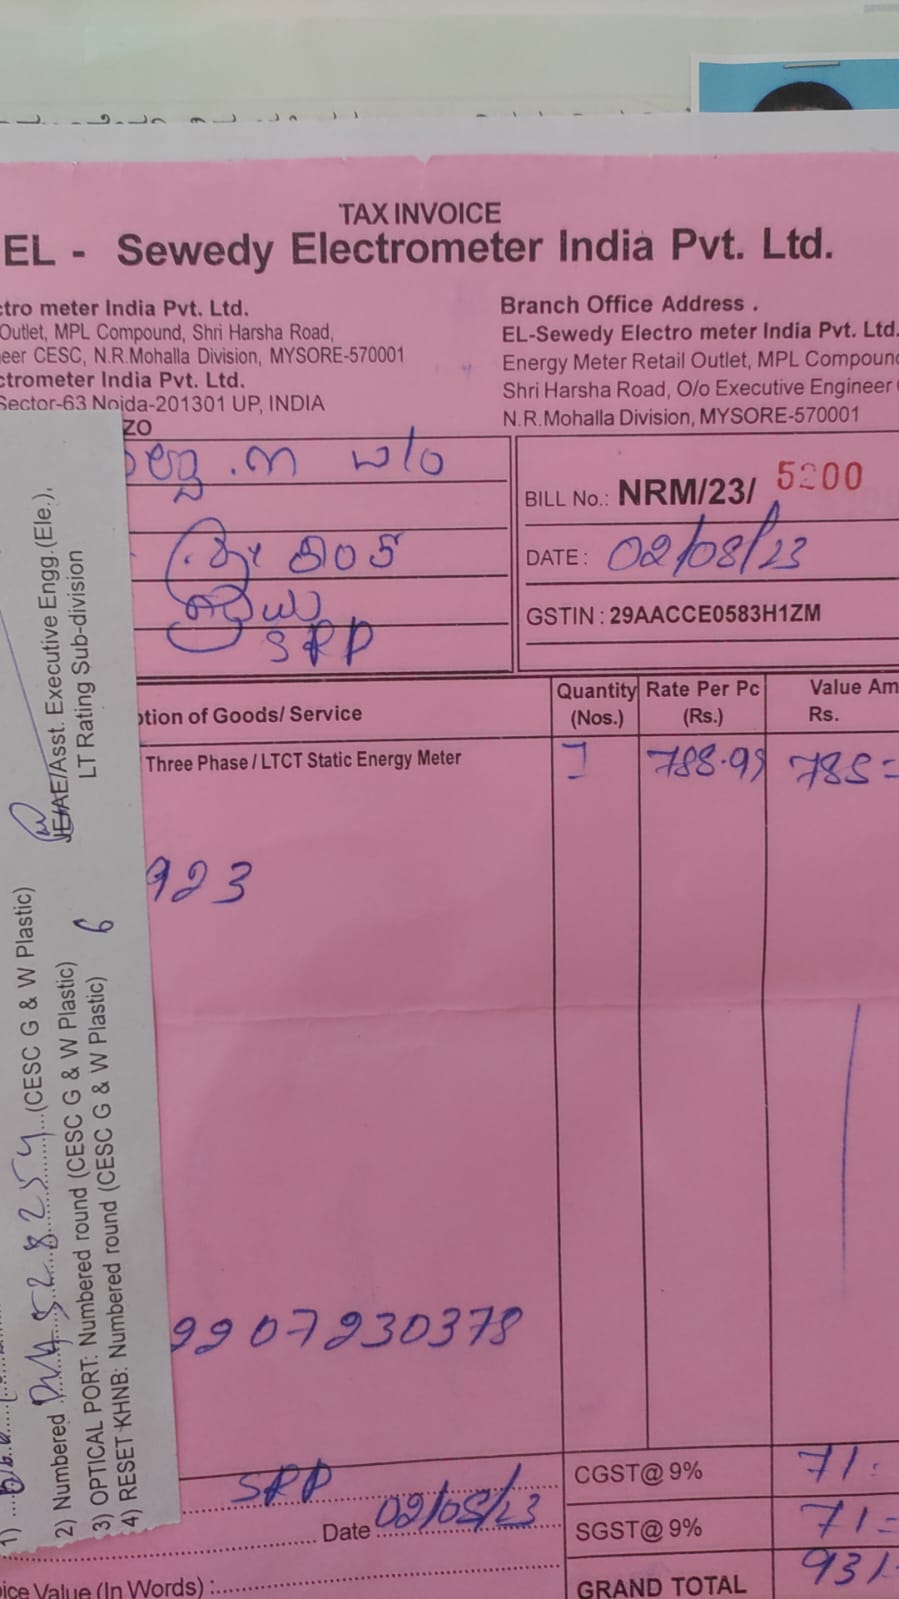 TAX INVOICE
EL - Sewedy Electrometer India Pvt. Ltd.
ctro meter India Pvt. Ltd.
Outlet, MPL Compound, Shri Harsha Road,
eer CESC, N.R.Mohalla Division, MYSORE-570001
ctrometer India Pvt. Ltd.
Sector-63 Noida-201301 UP, INDIA
ZO
Branch Office Address .
EL-Sewedy Electro meter India Pvt. Ltd.
Energy Meter Retail Outlet, MPL Compoun
Shri Harsha Road, O/o Executive Engineer
N.R.Mohalla Division, MYSORE-570001
w/o
SRP
BILL No.: NRM/23/ 5200
DATE : 02/08/23
GSTIN : 29AACCE0583H1ZM
tion of Goods/ Service Quantity (Nos.) Rate Per Pc (Rs.) Value Am Rs.
Three Phase / LTCT Static Energy Meter 1 788.99 788=
923
9907230378
SRP
Date 02/08/23
CGST@ 9% 71=
SGST@ 9% 71=
GRAND TOTAL 931
ice Value (In Words) :
JE/AE/Asst. Executive Engg.(Ele.),
LT Rating Sub-division
1)
(CESC G & W Plastic)
2) Numbered round (CESC G & W Plastic)
3) OPTICAL PORT: Numbered round (CESC G & W Plastic)
4) RESET KHNB: Numbered round (CESC G & W Plastic) 6